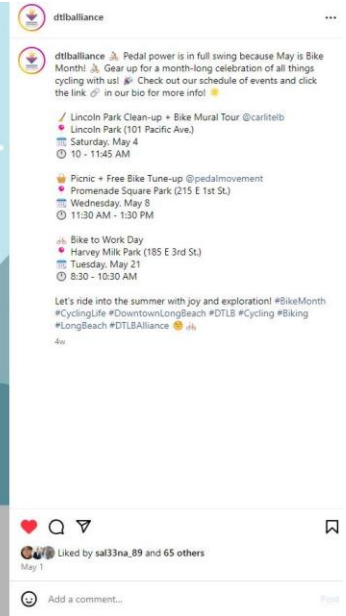 dtlballiance
dtlballiance 🚴 Pedal power is in full swing because May is Bike
Month! 🚴 Gear up for a month-long celebration of all things
cycling with us! 🎉 Check out our schedule of events and click
the link 🔗 in our bio for more info! ☀️
🧹 Lincoln Park Clean-up + Bike Mural Tour @carlitelb
📍 Lincoln Park (101 Pacific Ave.)
📅 Saturday, May 4
🕙 10 - 11:45 AM
🧺 Picnic + Free Bike Tune-up @pedalmovement
📍 Promenade Square Park (215 E 1st St.)
📅 Wednesday, May 8
🕦 11:30 AM - 1:30 PM
🚲 Bike to Work Day
📍 Harvey Milk Park (185 E 3rd St.)
📅 Tuesday, May 21
🕣 8:30 - 10:30 AM
Let's ride into the summer with joy and exploration! #BikeMonth
#CyclingLife #DowntownLongBeach #DTLB #Cycling #Biking
#LongBeach #DTLBAlliance 🌞 🚲
4w
Liked by sal33na_89 and 65 others
May 1
Add a comment...
Post